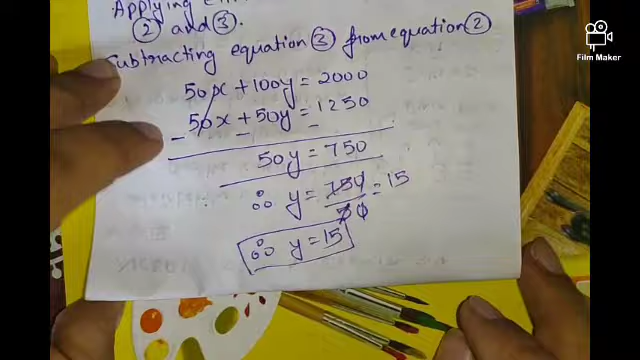 Applying
② and ③.
Subtracting equation ③ from equation ②
50x + 100y = 2000
50x + 50y = 1250
− − −
50y = 750
∴ y = 750/50 = 15
∴ y = 15
Film Maker